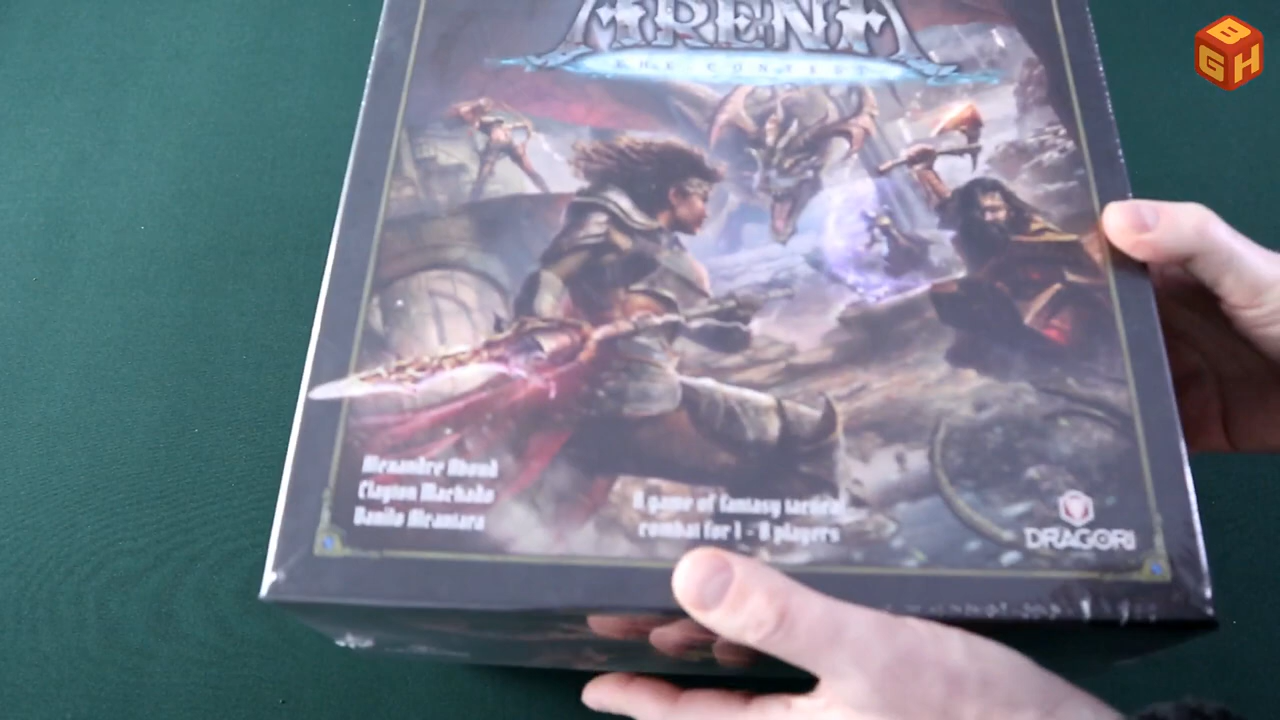 ARENA
THE CONTEST
B
G H
Alexandre Aboud
Clayton Machado
Danilo Alcantara
A game of fantasy tactical
combat for 1 - 8 players
DRAGORI